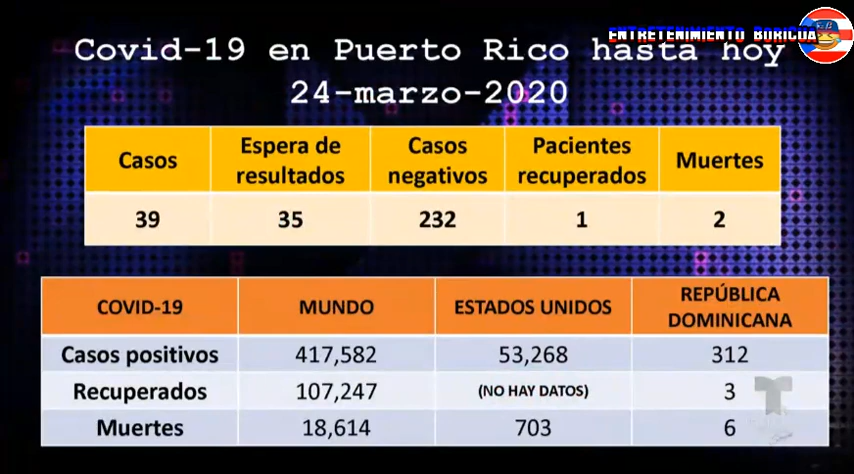 ENTRETENIMIENTO BORICUA
Covid-19 en Puerto Rico hasta hoy
24-marzo-2020
Casos Espera de resultados Casos negativos Pacientes recuperados Muertes
39 35 232 1 2
COVID-19 MUNDO ESTADOS UNIDOS REPÚBLICA DOMINICANA
Casos positivos 417,582 53,268 312
Recuperados 107,247 (NO HAY DATOS) 3
Muertes 18,614 703 6